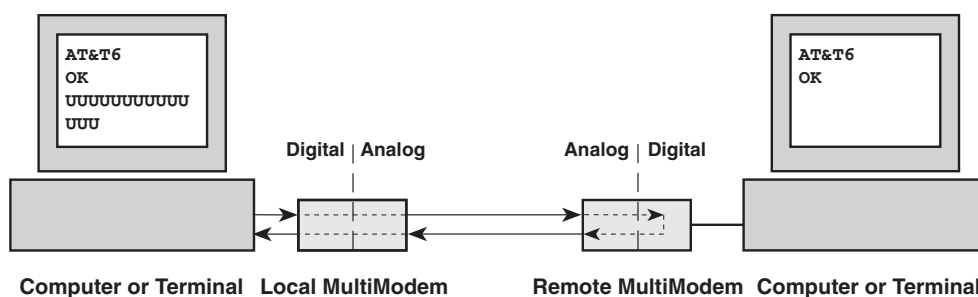 AT&T6
OK
UUUUUUUUUUU
UUU
AT&T6
OK
Digital | Analog
Analog | Digital
Computer or Terminal
Local MultiModem
Remote MultiModem
Computer or Terminal